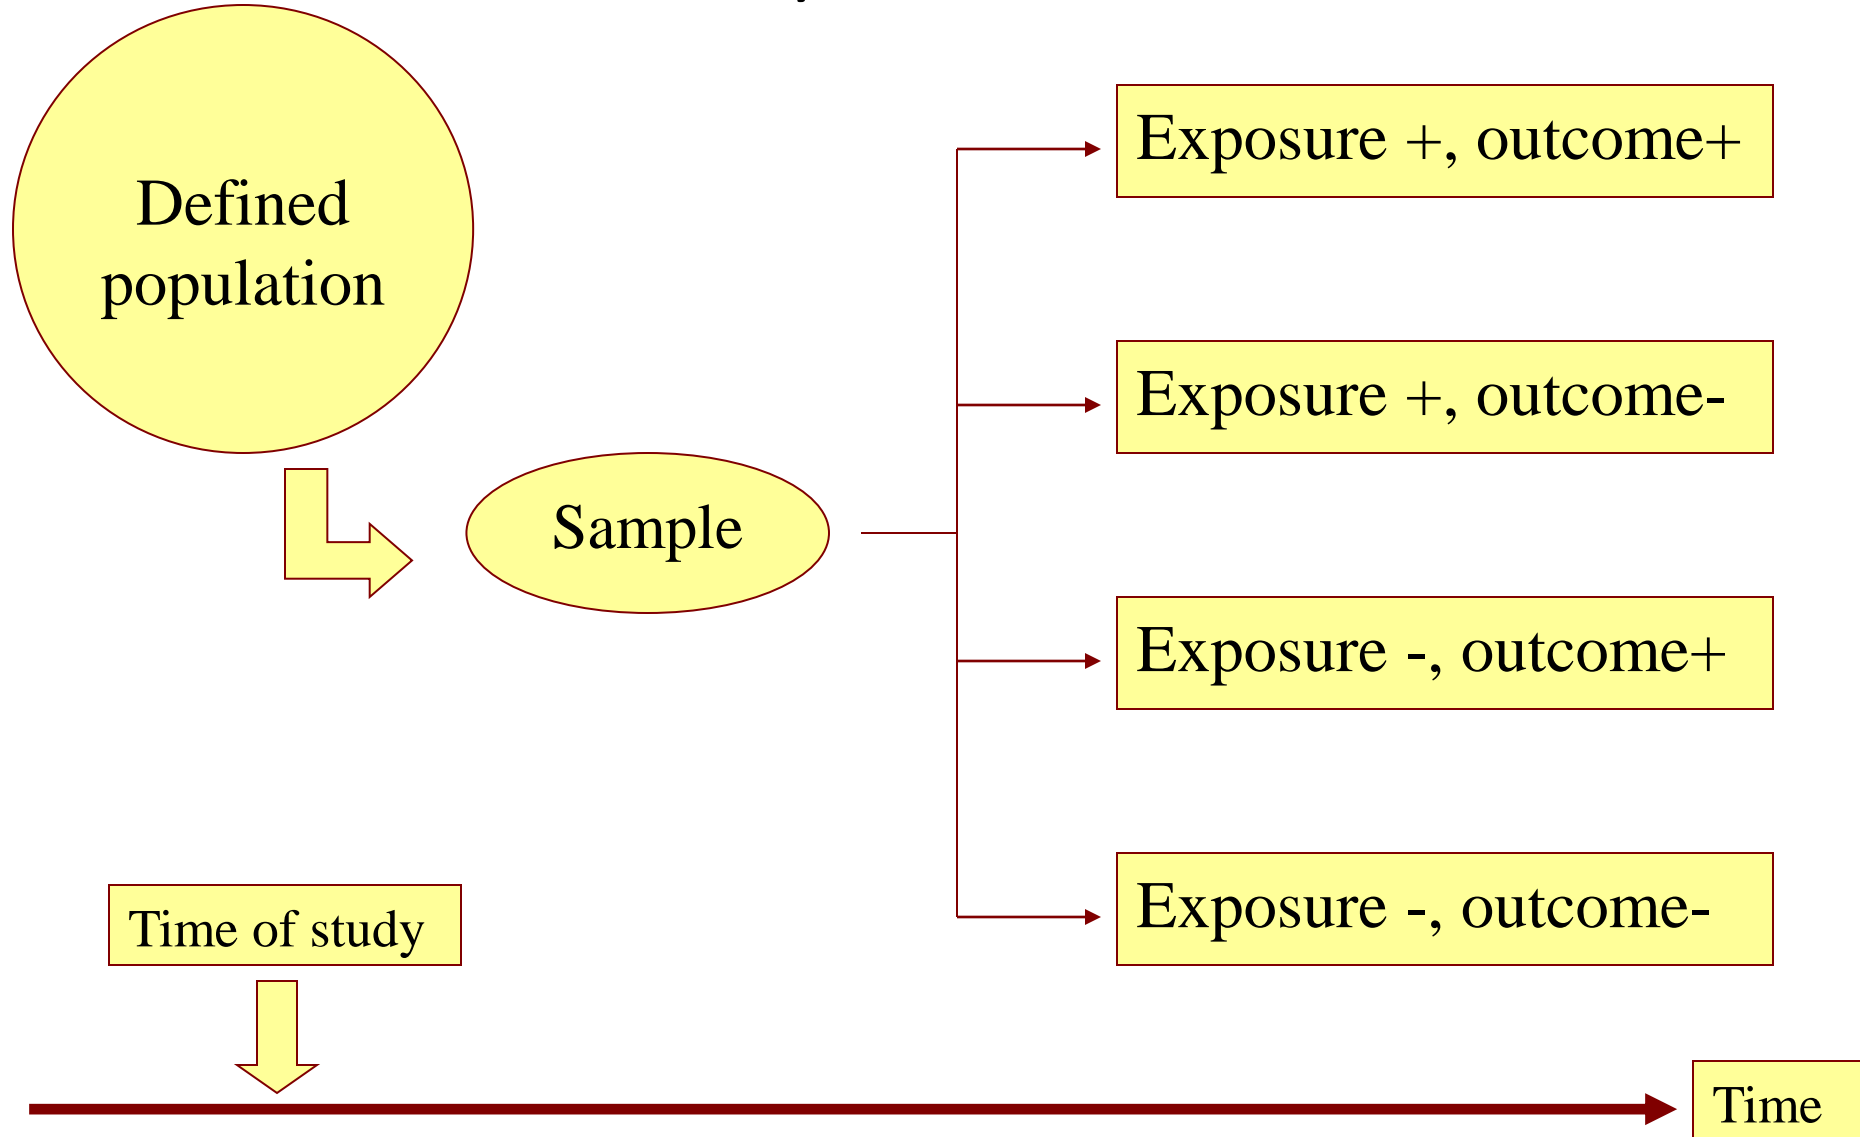 Defined
population
Sample
Exposure +, outcome+
Exposure +, outcome-
Exposure -, outcome+
Exposure -, outcome-
Time of study
Time